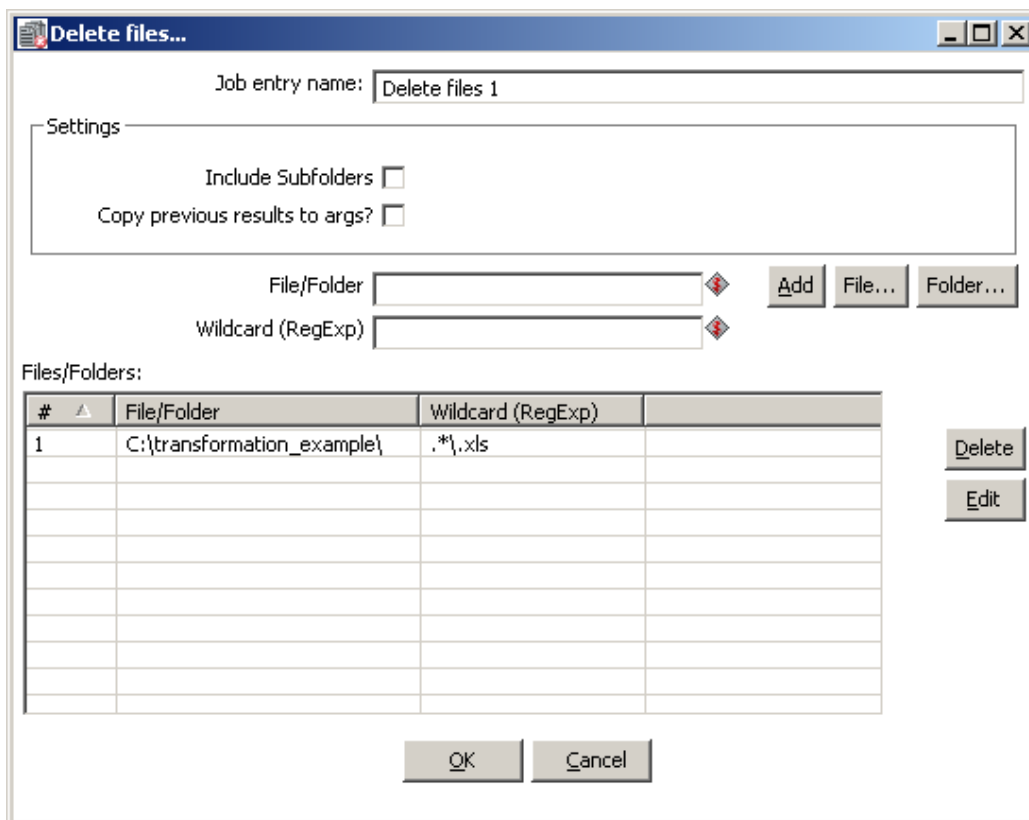 Delete files...
Job entry name: Delete files 1
Settings
Include Subfolders
Copy previous results to args?
File/Folder Add File... Folder...
Wildcard (RegExp)
Files/Folders:
# File/Folder Wildcard (RegExp)
1 C:\transformation_example\ .*\.xls
Delete
Edit
OK Cancel